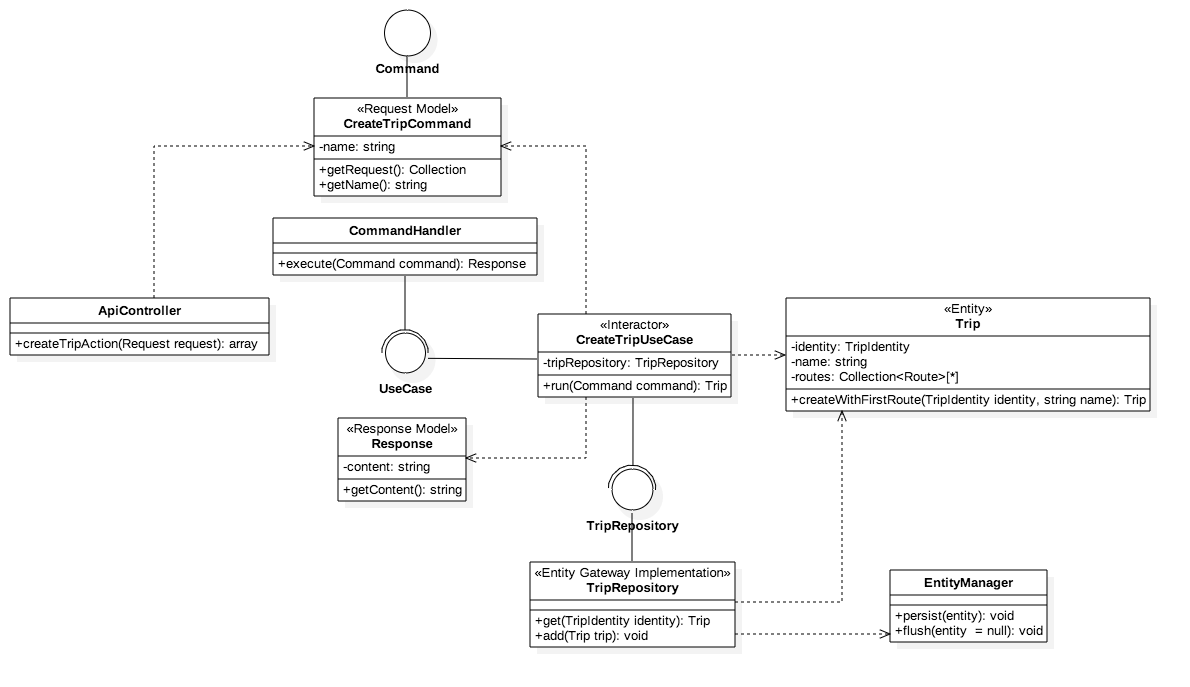 Command
«Request Model»
CreateTripCommand
-name: string
+getRequest(): Collection
+getName(): string
CommandHandler
+execute(Command command): Response
ApiController
+createTripAction(Request request): array
UseCase
«Interactor»
CreateTripUseCase
-tripRepository: TripRepository
+run(Command command): Trip
«Entity»
Trip
-identity: TripIdentity
-name: string
-routes: Collection<Route>[*]
+createWithFirstRoute(TripIdentity identity, string name): Trip
«Response Model»
Response
-content: string
+getContent(): string
TripRepository
«Entity Gateway Implementation»
TripRepository
+get(TripIdentity identity): Trip
+add(Trip trip): void
EntityManager
+persist(entity): void
+flush(entity  = null): void